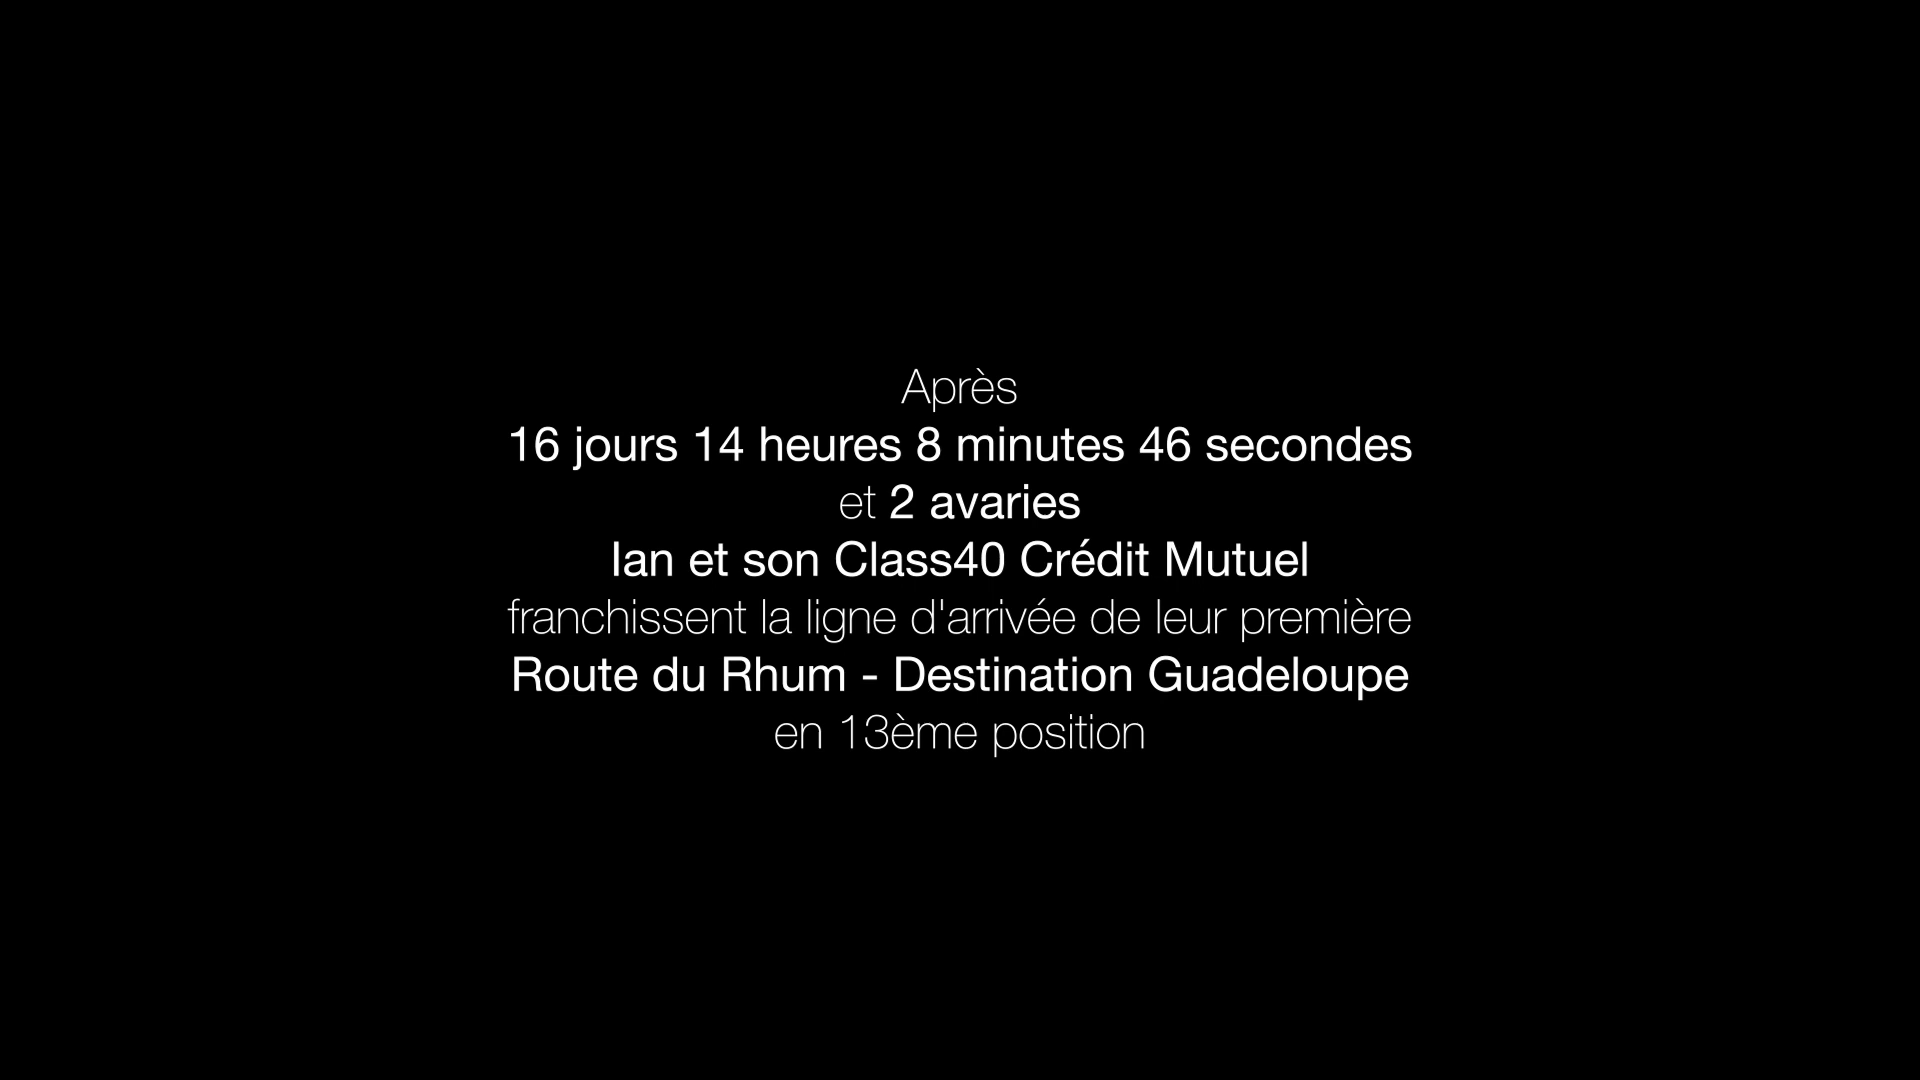 Après
16 jours 14 heures 8 minutes 46 secondes
et 2 avaries
Ian et son Class40 Crédit Mutuel
franchissent la ligne d'arrivée de leur première
Route du Rhum - Destination Guadeloupe
en 13ème position